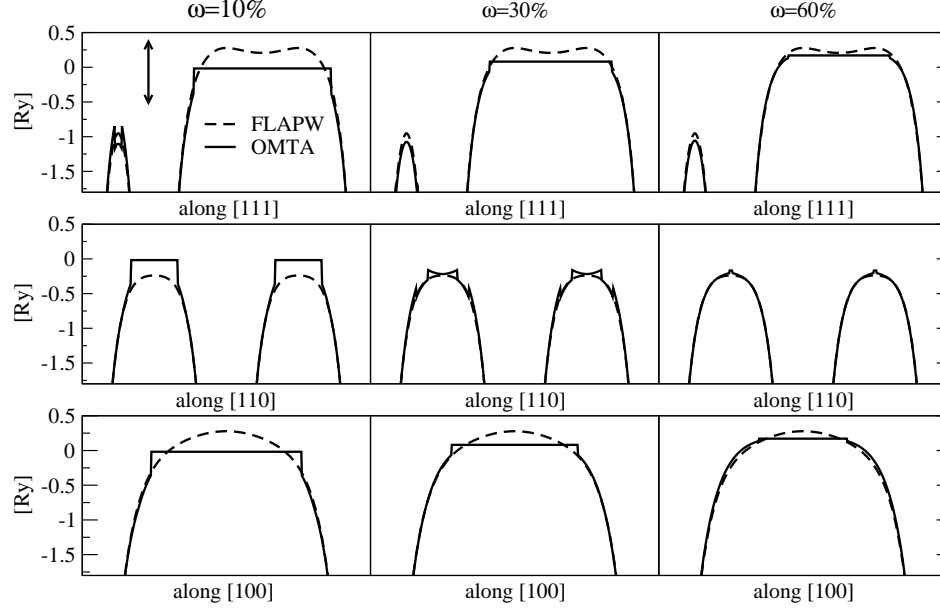 ω=10% ω=30% ω=60%
0.5
0
-0.5
-1
-1.5
[Ry]
FLAPW
OMTA
along [111] along [111] along [111]
0.5
0
-0.5
-1
-1.5
[Ry]
along [110] along [110] along [110]
0.5
0
-0.5
-1
-1.5
[Ry]
along [100] along [100] along [100]